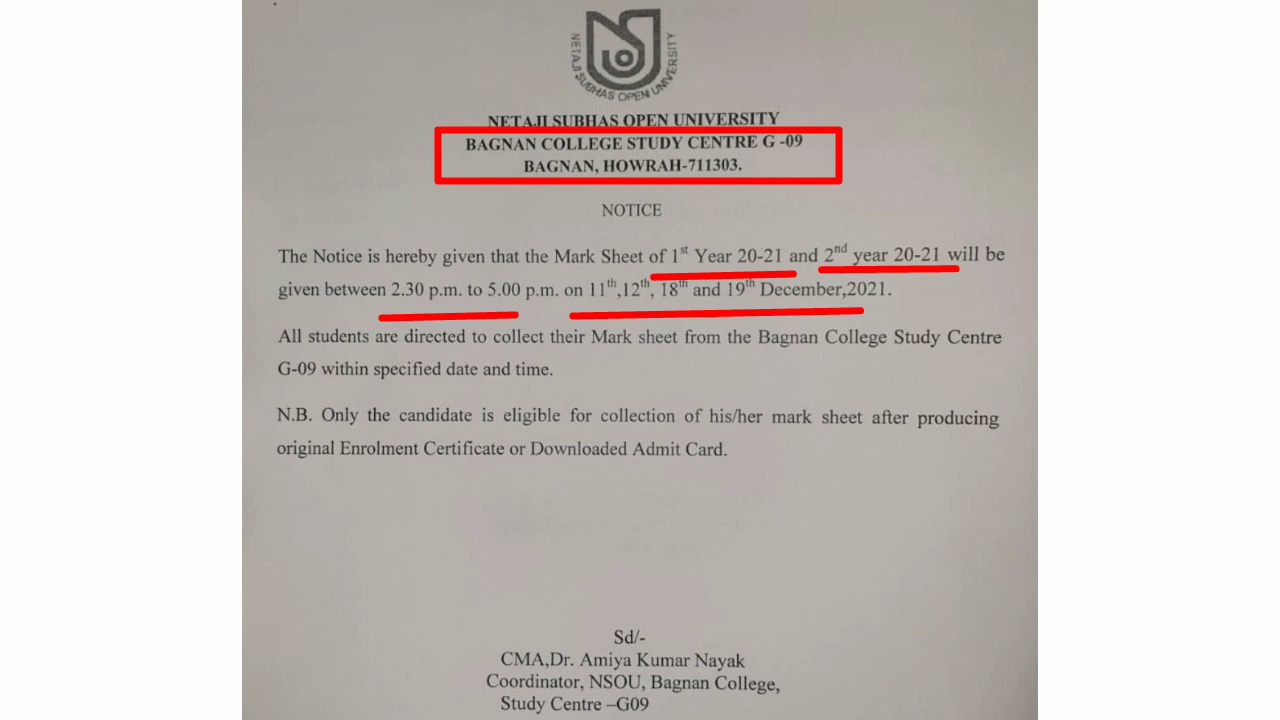 NETAJI SUBHAS OPEN UNIVERSITY
NETAJI SUBHAS OPEN UNIVERSITY
BAGNAN COLLEGE STUDY CENTRE G -09
BAGNAN, HOWRAH-711303.
NOTICE
The Notice is hereby given that the Mark Sheet of 1st Year 20-21 and 2nd year 20-21 will be
given between 2.30 p.m. to 5.00 p.m. on 11th,12th, 18th and 19th December,2021.
All students are directed to collect their Mark sheet from the Bagnan College Study Centre
G-09 within specified date and time.
N.B. Only the candidate is eligible for collection of his/her mark sheet after producing
original Enrolment Certificate or Downloaded Admit Card.
Sd/-
CMA,Dr. Amiya Kumar Nayak
Coordinator, NSOU, Bagnan College,
Study Centre –G09